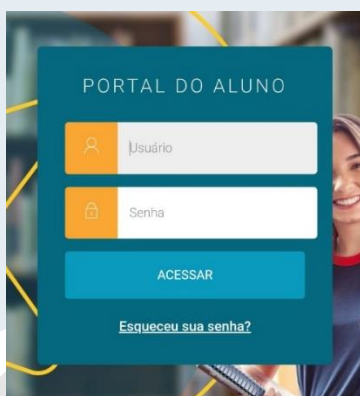 PORTAL DO ALUNO
Usuário
Senha
ACESSAR
Esqueceu sua senha?